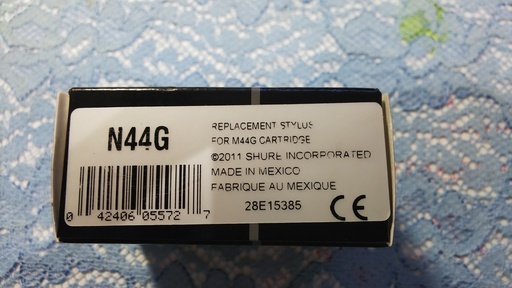 N44G
REPLACEMENT STYLUS
FOR M44G CARTRIDGE
©2011 SHURE INCORPORATED
MADE IN MEXICO
FABRIQUE AU MEXIQUE
28E15385
CE
0 42406 05572 7